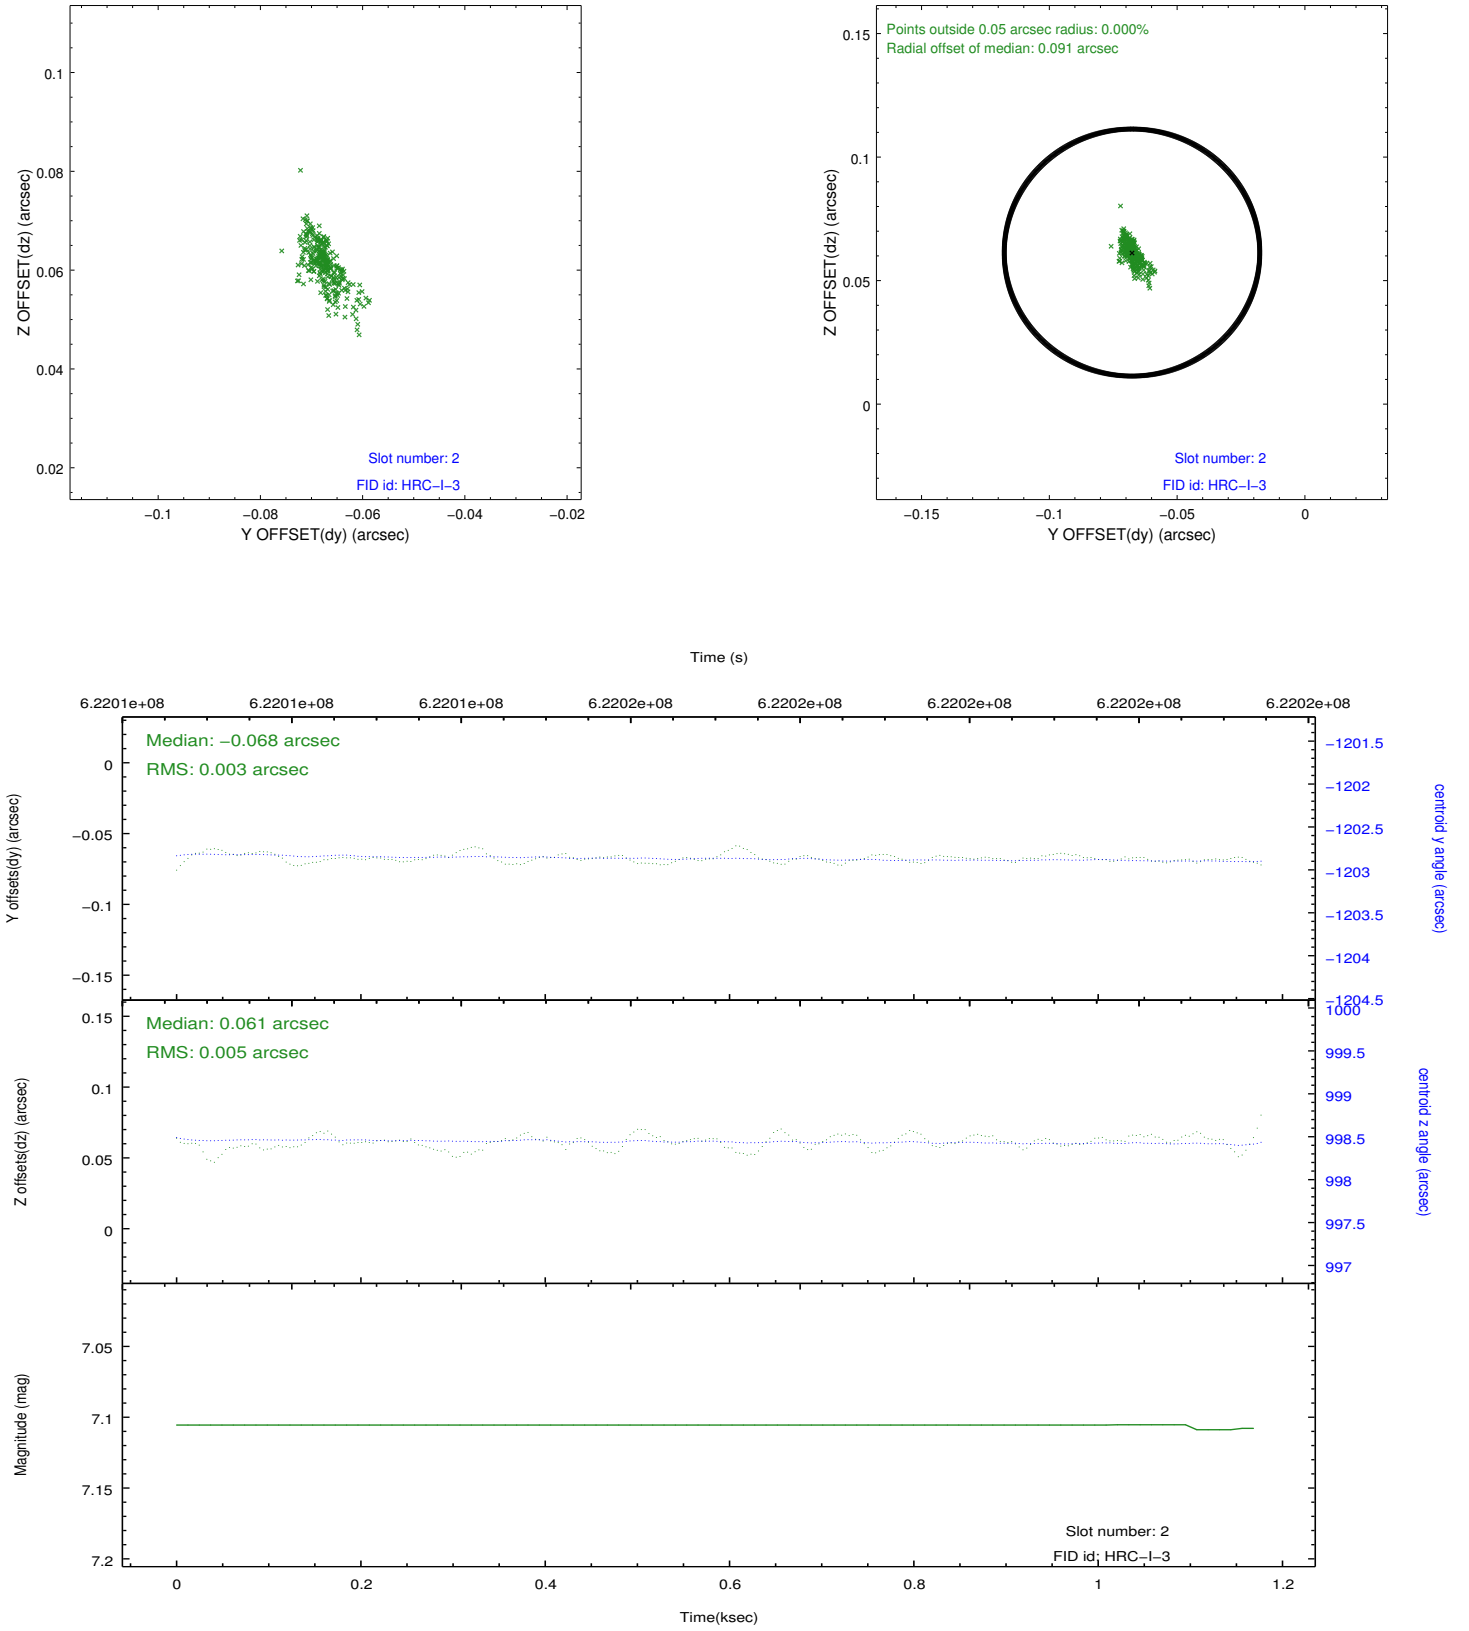 0.1
0.08
0.06
0.04
0.02
Z OFFSET(dz) (arcsec)
Slot number: 2
FID id: HRC−I−3
−0.1 −0.08 −0.06 −0.04 −0.02
Y OFFSET(dy) (arcsec)
Points outside 0.05 arcsec radius: 0.000%
Radial offset of median: 0.091 arcsec
0.15
0.1
0.05
0
Z OFFSET(dz) (arcsec)
Slot number: 2
FID id: HRC−I−3
−0.15 −0.1 −0.05 0
Y OFFSET(dy) (arcsec)
Time (s)
6.2201e+08 6.2201e+08 6.2201e+08 6.2202e+08 6.2202e+08 6.2202e+08 6.2202e+08 6.2202e+08
Median: −0.068 arcsec
RMS: 0.003 arcsec
0
−0.05
−0.1
−0.15
Y offsets(dy) (arcsec)
−1201.5
−1202
−1202.5
−1203
−1203.5
−1204
−1204.5
centroid y angle (arcsec)
Median: 0.061 arcsec
RMS: 0.005 arcsec
0.15
0.1
0.05
0
Z offsets(dz) (arcsec)
1000
999.5
999
998.5
998
997.5
997
centroid z angle (arcsec)
7.05
7.1
7.15
7.2
Magnitude (mag)
Slot number: 2
FID id: HRC−I−3
0 0.2 0.4 0.6 0.8 1 1.2
Time(ksec)